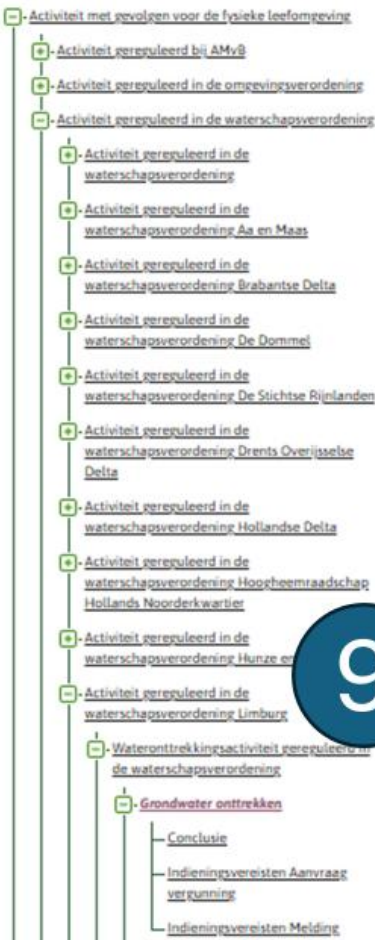 Activiteit met gevolgen voor de fysieke leefomgeving
Activiteit gereguleerd bij AMvB
Activiteit gereguleerd in de omgevingsverordening
Activiteit gereguleerd in de waterschapsverordening
Activiteit gereguleerd in de
waterschapsverordening
Activiteit gereguleerd in de
waterschapsverordening Aa en Maas
Activiteit gereguleerd in de
waterschapsverordening Brabantse Delta
Activiteit gereguleerd in de
waterschapsverordening De Dommel
Activiteit gereguleerd in de
waterschapsverordening De Stichtse Rijnlanden
Activiteit gereguleerd in de
waterschapsverordening Drents Overijsselse
Delta
Activiteit gereguleerd in de
waterschapsverordening Hollandse Delta
Activiteit gereguleerd in de
waterschapsverordening Hoogheemraadschap
Hollands Noorderkwartier
Activiteit gereguleerd in de
waterschapsverordening Hunze
9
Activiteit gereguleerd in de
waterschapsverordening Limburg
Wateronttrekkingsactiviteit gereguleerd in
de waterschapsverordening
Grondwater onttrekken
Conclusie
Indieningsvereisten Aanvraag
vergunning
Indieningsvereisten Melding